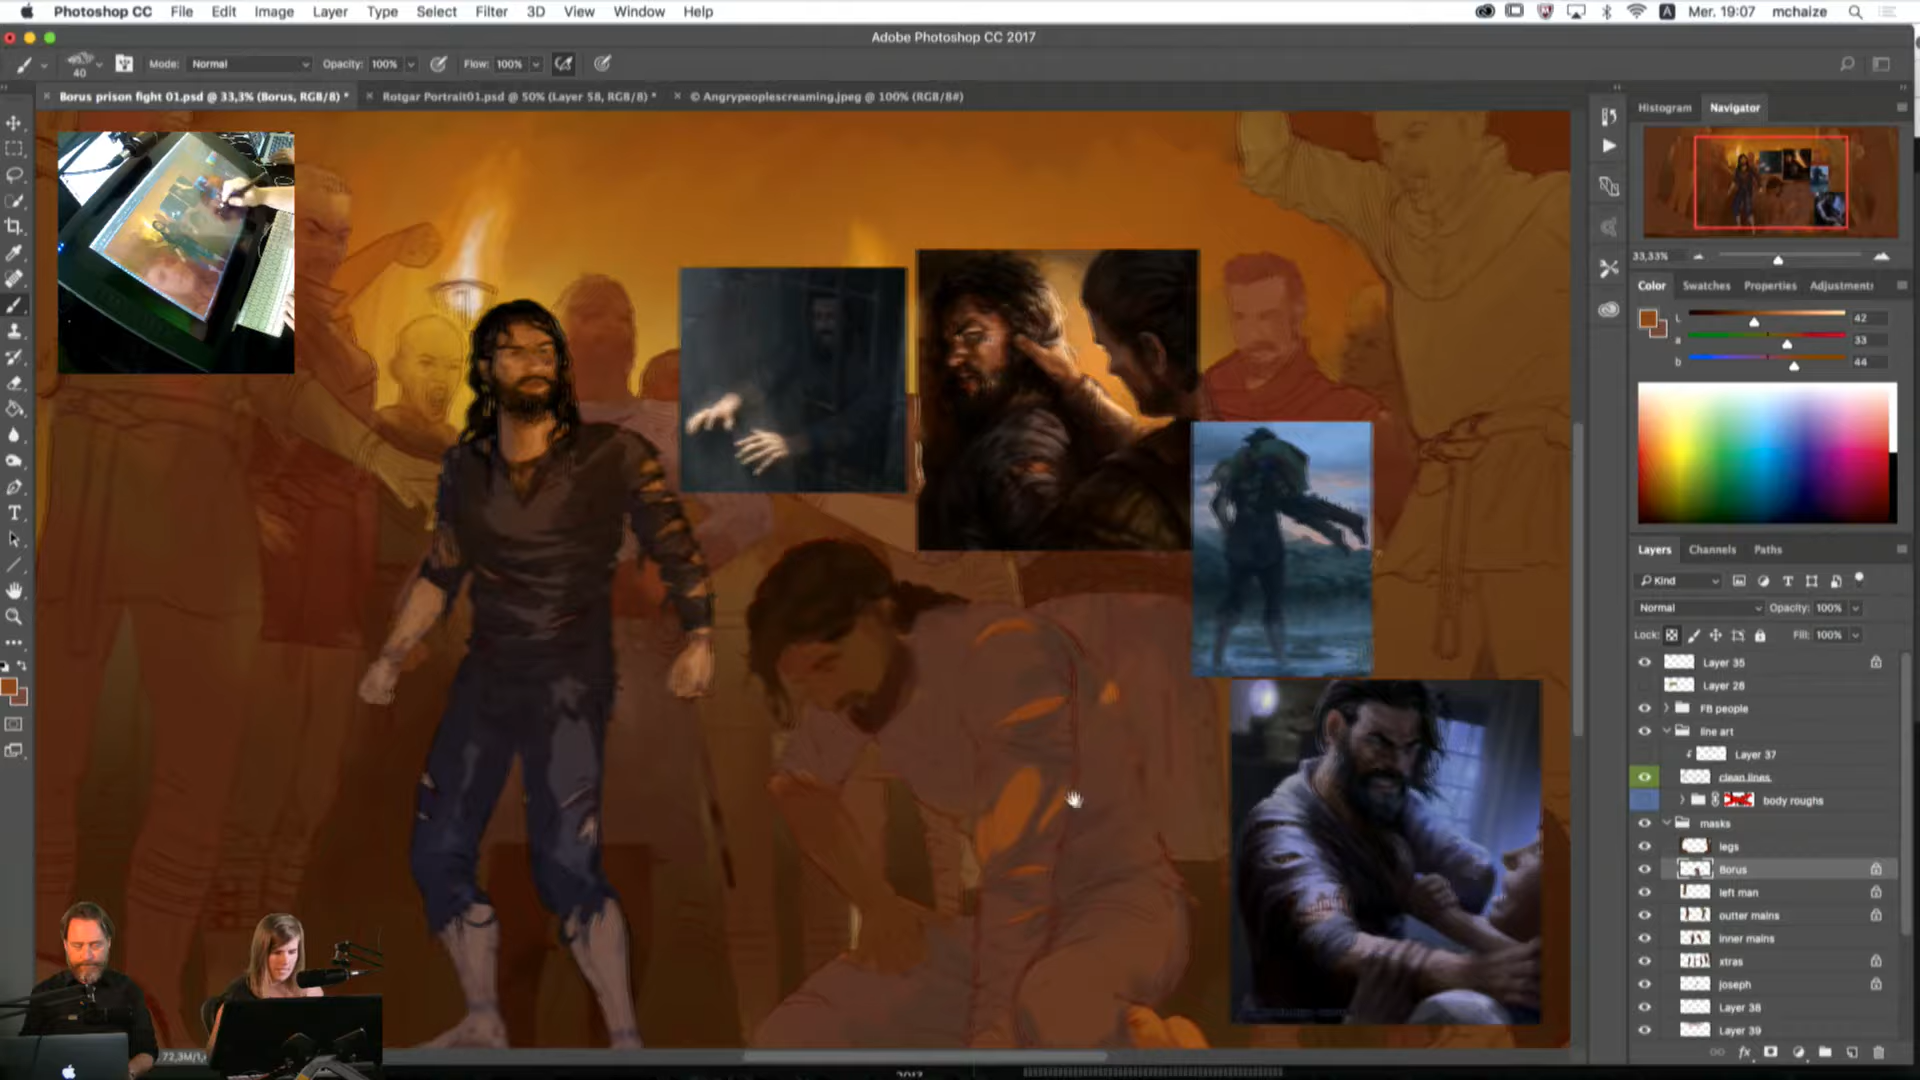 Photoshop CC File Edit Image Layer Type Select Filter 3D View Window Help A Mer. 19:07 mchaize
Adobe Photoshop CC 2017
40 Mode: Normal Opacity: 100% Flow: 100%
Borus prison fight 01.psd @ 33,3% (Borus, RGB/8) * Rotgar Portrait01.psd @ 50% (Layer 58, RGB/8) * © Angrypeoplescreaming.jpeg @ 100% (RGB/8#)
Histogram Navigator
33,33%
Color Swatches Properties Adjustments
L 42
a 33
b 44
Layers Channels Paths
Kind
Normal Opacity: 100%
Lock: Fill: 100%
Layer 35
Layer 28
FB people
line art
Layer 37
clean lines
body roughs
masks
legs
Borus
left man
outter mains
inner mains
xtras
joseph
Layer 38
Layer 39
fx